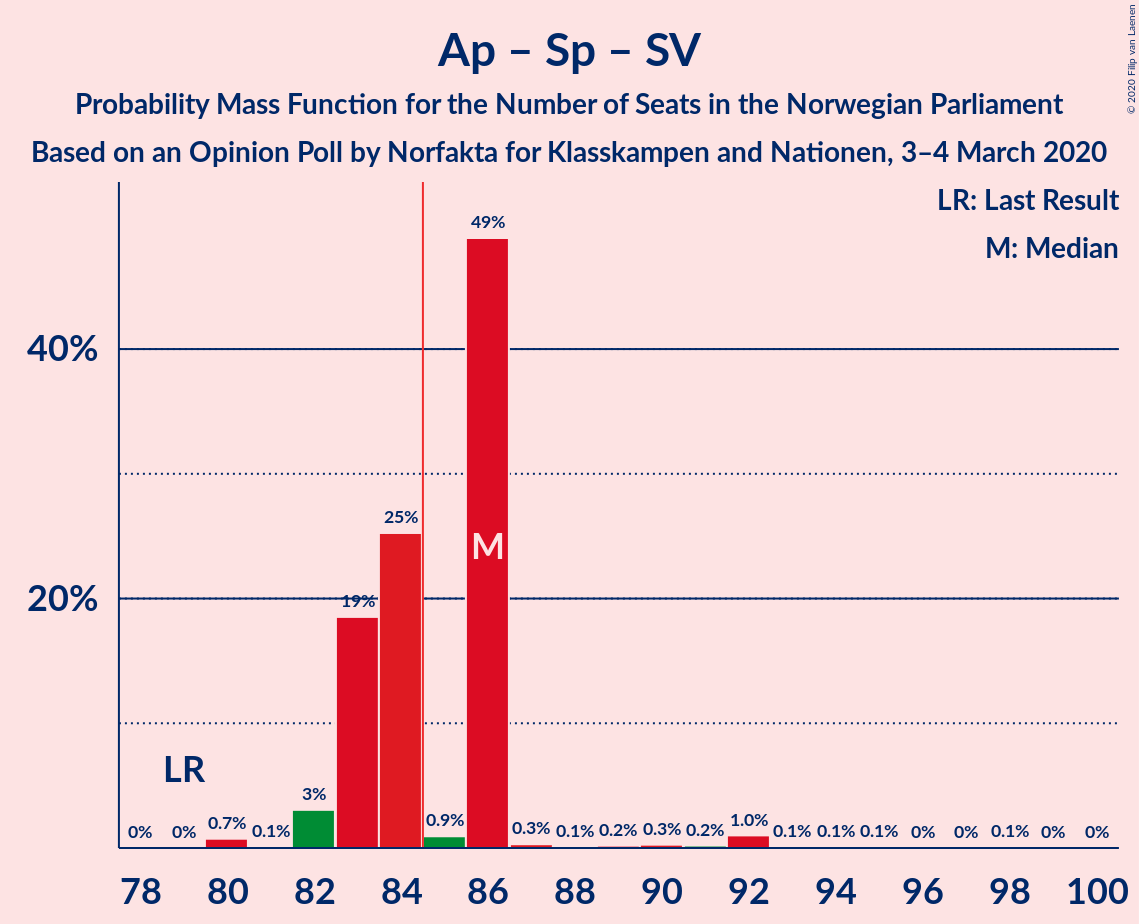 Ap – Sp – SV
Probability Mass Function for the Number of Seats in the Norwegian Parliament
Based on an Opinion Poll by Norfakta for Klasskampen and Nationen, 3–4 March 2020
© 2020 Filip van Laenen
LR: Last Result
M: Median
40%
20%
0% 0% 0.7% 0.1% 3% 19% 25% 0.9% 49% 0.3% 0.1% 0.2% 0.3% 0.2% 1.0% 0.1% 0.1% 0.1% 0% 0% 0.1% 0% 0%
LR
M
78 80 82 84 86 88 90 92 94 96 98 100